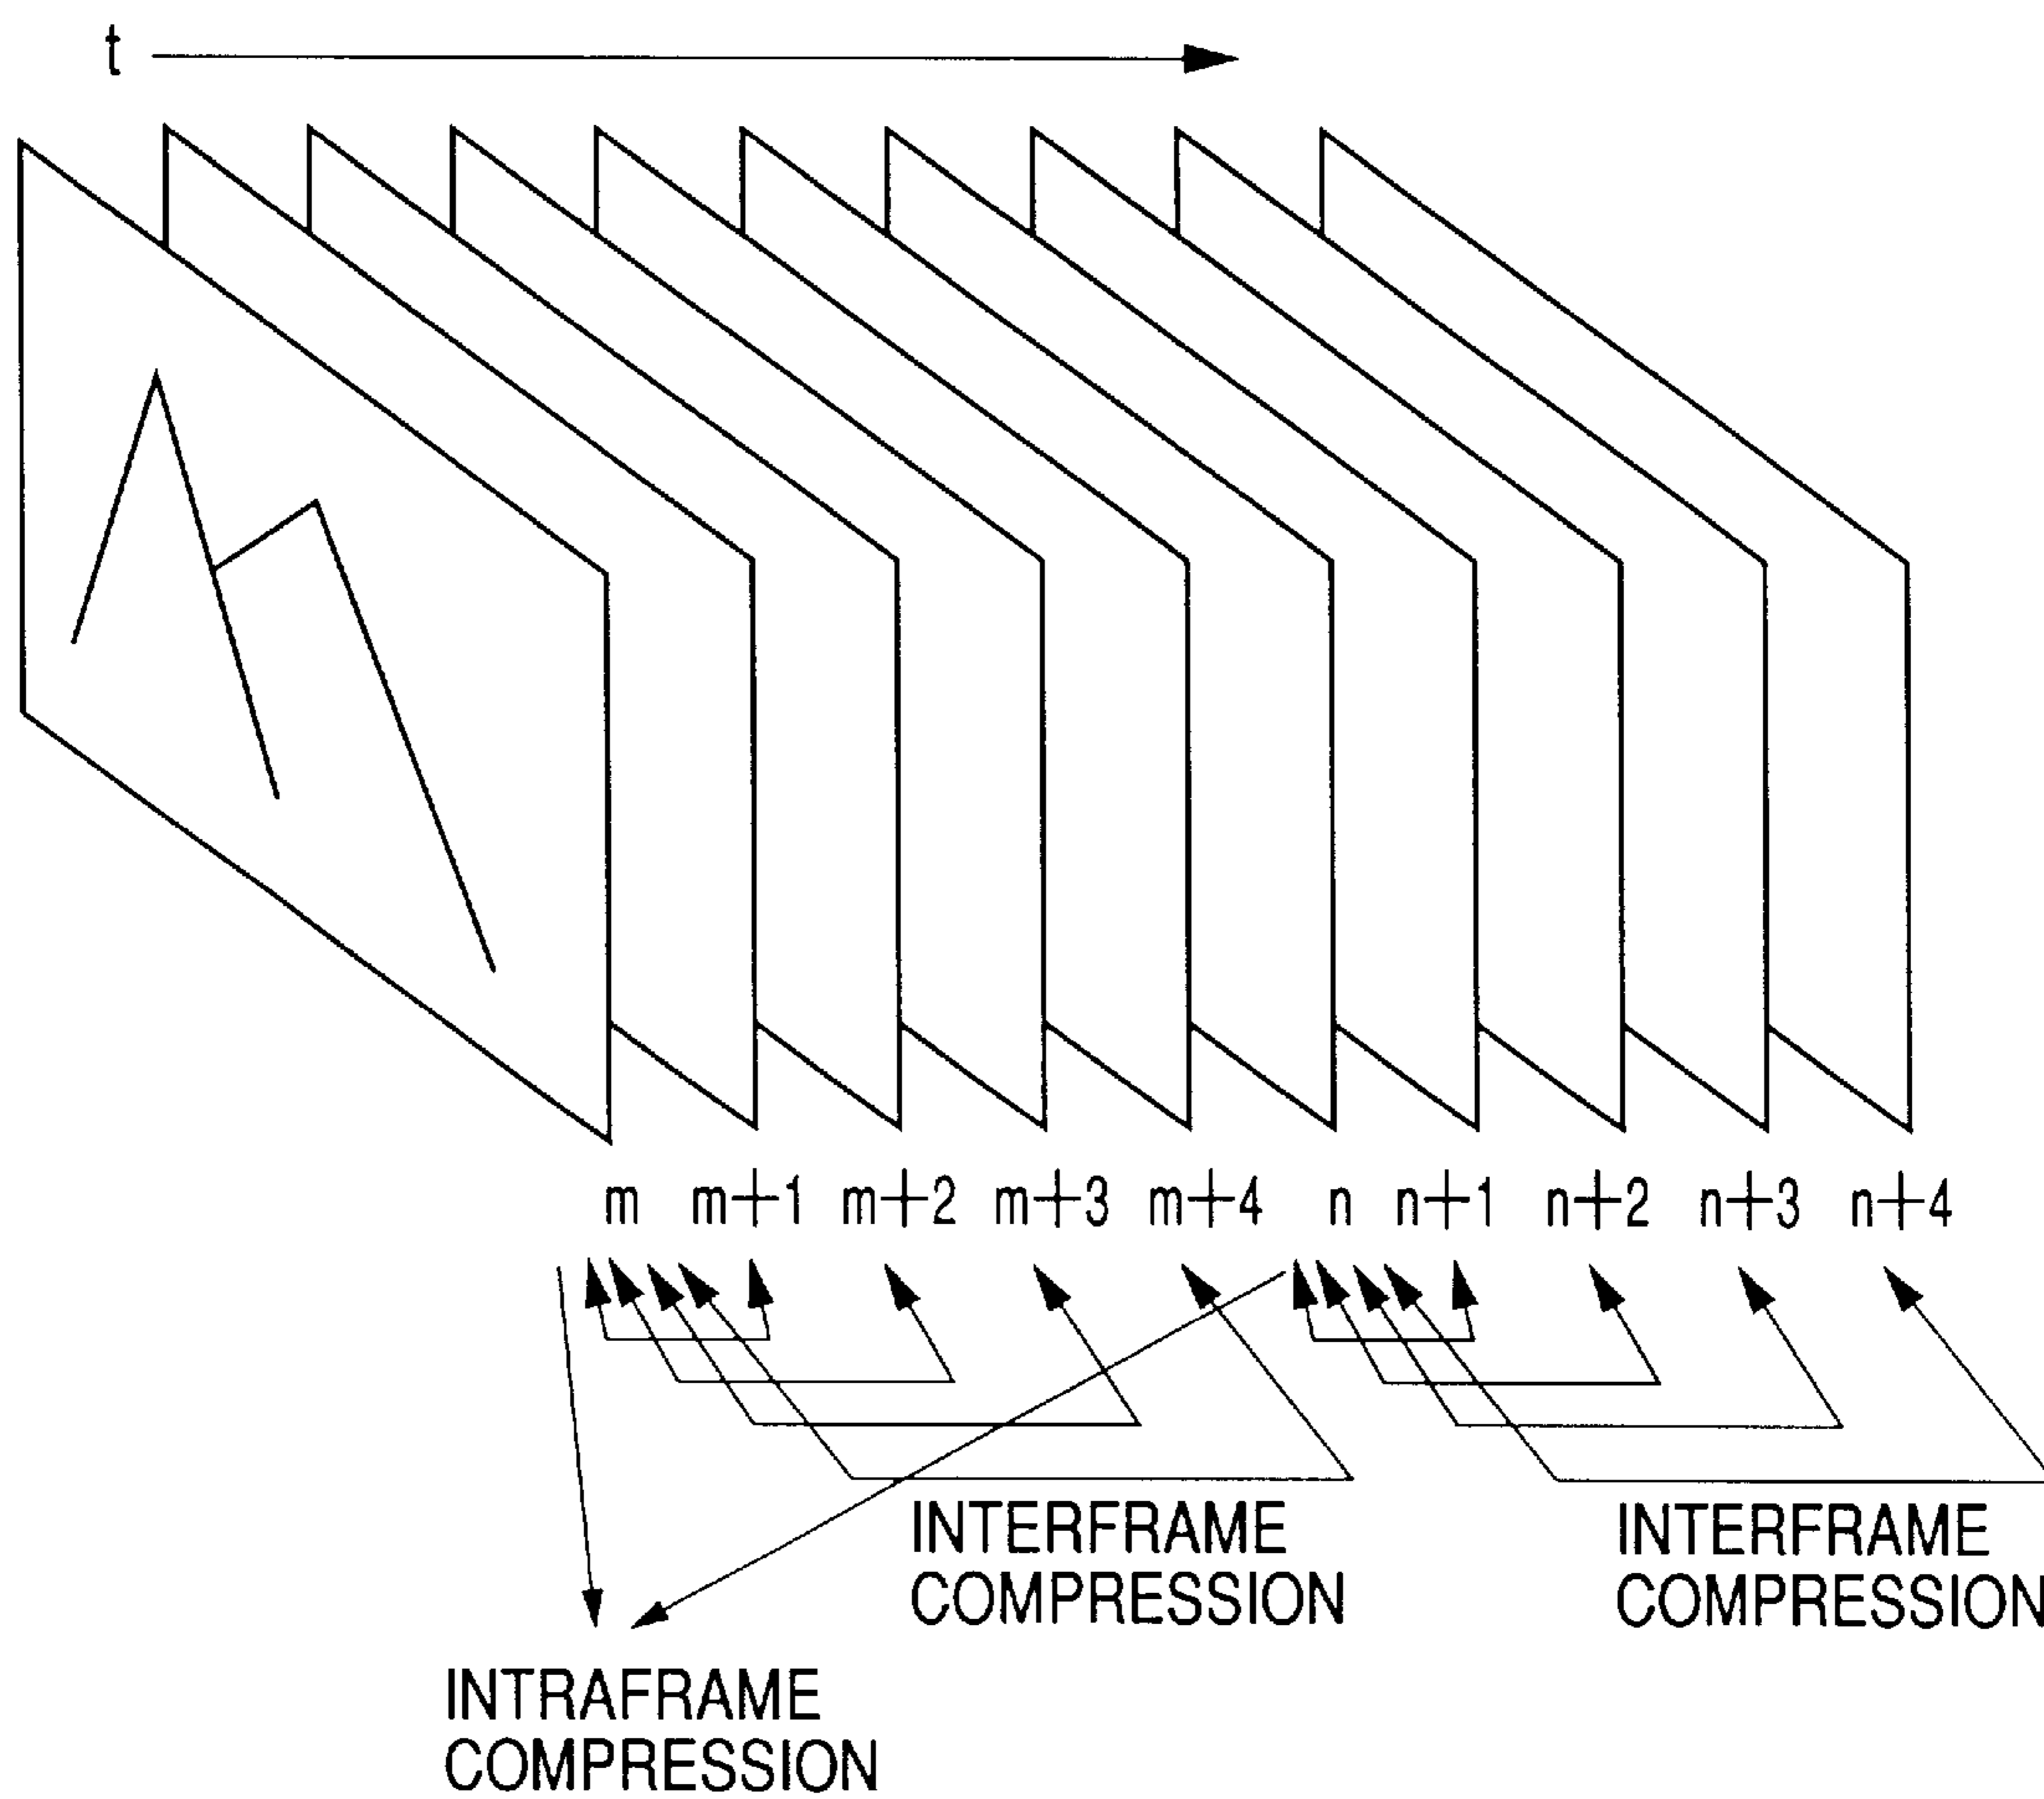 t
m m+1 m+2 m+3 m+4 n n+1 n+2 n+3 n+4
INTERFRAME
COMPRESSION
INTERFRAME
COMPRESSION
INTRAFRAME
COMPRESSION